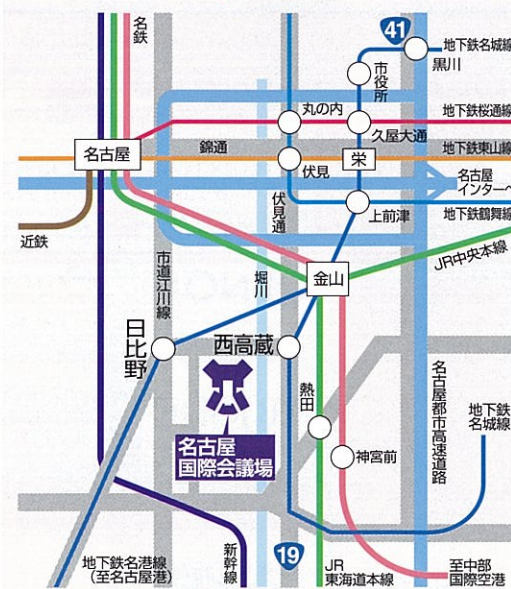 名鉄
41
地下鉄名城線
黒川
市役所
丸の内
久屋大通
地下鉄桜通線
名古屋
錦通
伏見
栄
地下鉄東山線
名古屋
インターへ
伏見通
上前津
地下鉄鶴舞線
近鉄
市道江川線
堀川
金山
JR中央本線
日比野
西高蔵
熱田
名古屋都市高速道路
地下鉄
名城線
名古屋
国際会議場
神宮前
地下鉄名港線
(至名古屋港)
新幹線
19
JR
東海道本線
至中部
国際空港